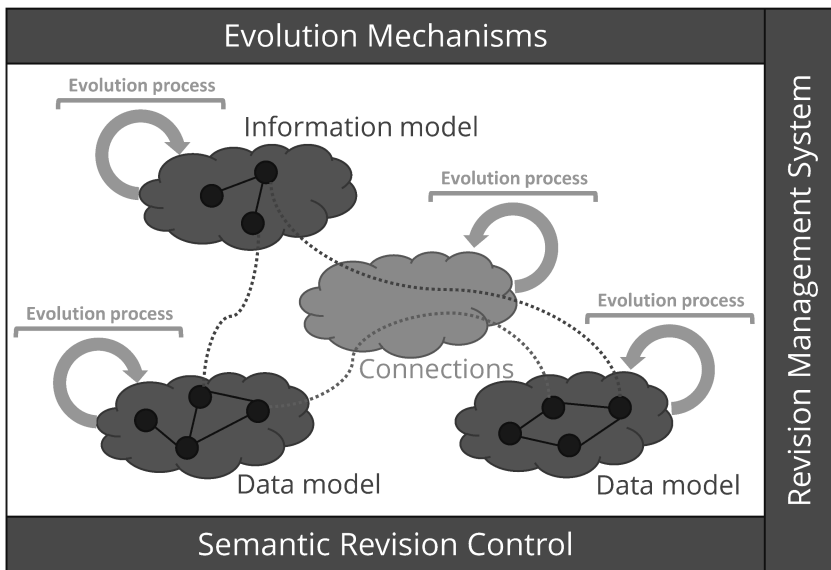 Evolution Mechanisms
Evolution process
Information model
Evolution process
Evolution process
Evolution process
Connections
Data model
Data model
Semantic Revision Control
Revision Management System